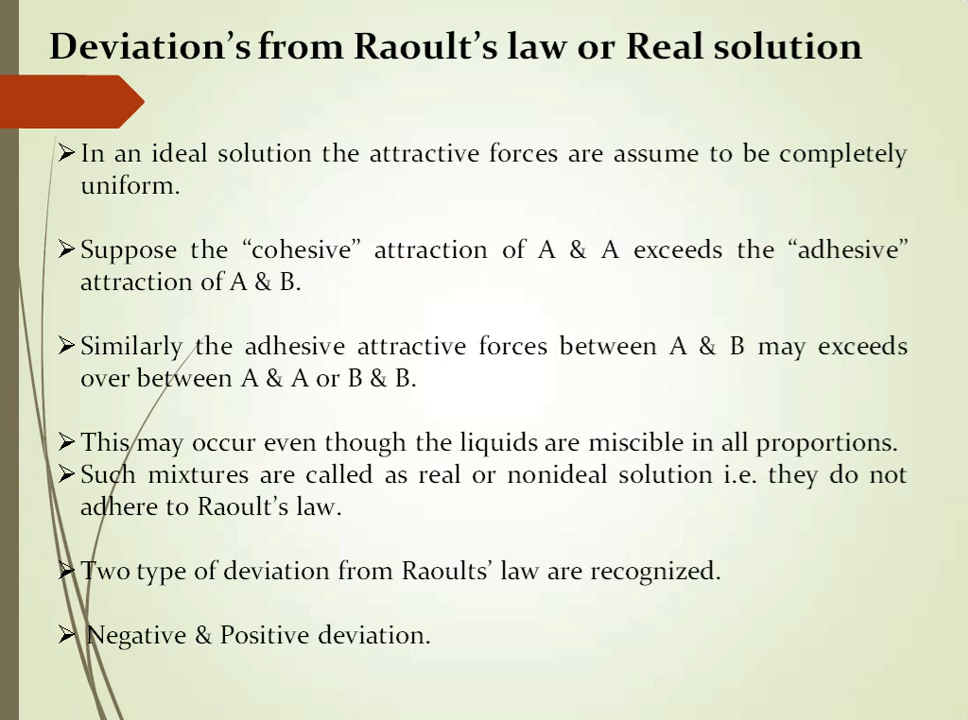 Deviation’s from Raoult’s law or Real solution
➢ In an ideal solution the attractive forces are assume to be completely
uniform.
➢ Suppose the “cohesive” attraction of A & A exceeds the “adhesive”
attraction of A & B.
➢ Similarly the adhesive attractive forces between A & B may exceeds
over between A & A or B & B.
➢ This may occur even though the liquids are miscible in all proportions.
➢ Such mixtures are called as real or nonideal solution i.e. they do not
adhere to Raoult’s law.
➢ Two type of deviation from Raoults’ law are recognized.
➢ Negative & Positive deviation.